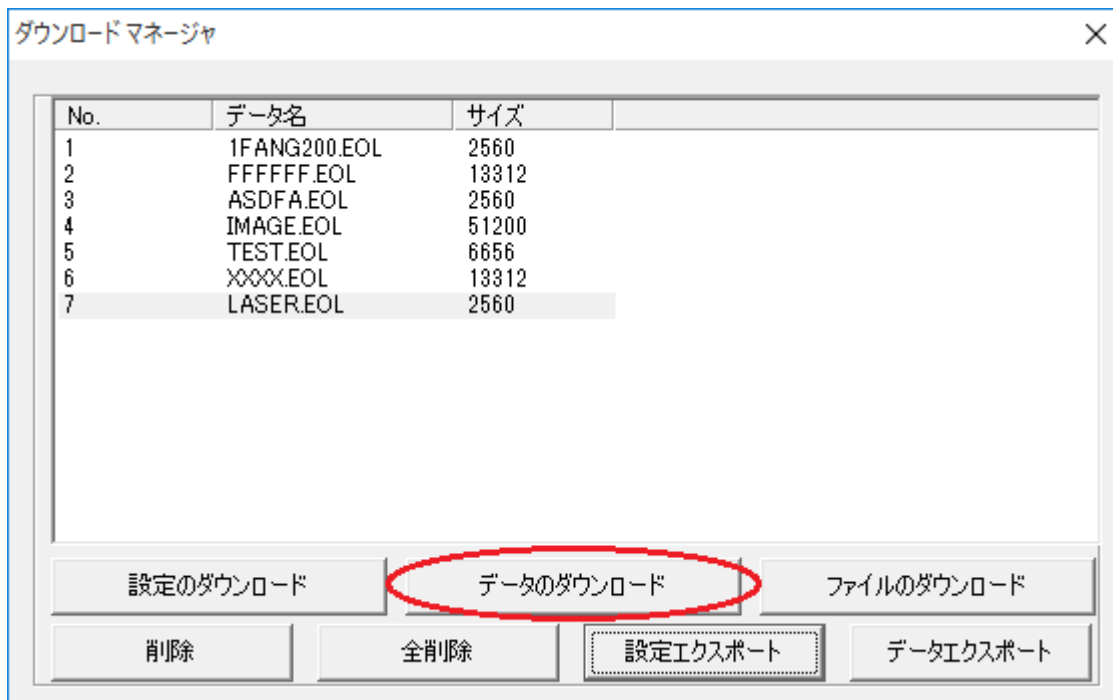 ダウンロード マネージャ
No. データ名 サイズ
1 1FANG200.EOL 2560
2 FFFFFF.EOL 13312
3 ASDFA.EOL 2560
4 IMAGE.EOL 51200
5 TEST.EOL 6656
6 XXXX.EOL 13312
7 LASER.EOL 2560
設定のダウンロード データのダウンロード ファイルのダウンロード
削除 全削除 設定エクスポート データエクスポート